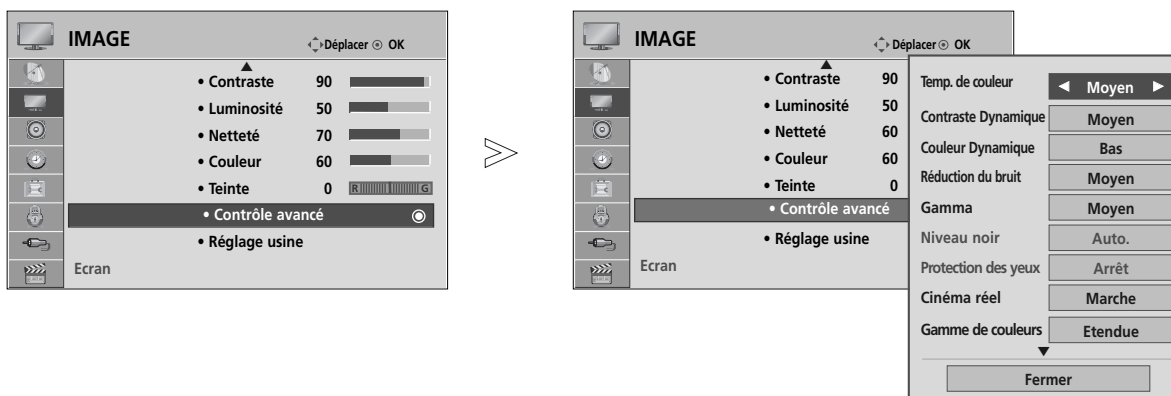 IMAGE
Déplacer OK
• Contraste 90
• Luminosité 50
• Netteté 70
• Couleur 60
• Teinte 0 R G
• Contrôle avancé
• Réglage usine
Ecran
IMAGE
Déplacer OK
• Contraste 90
• Luminosité 50
• Netteté 60
• Couleur 60
• Teinte 0
• Contrôle avancé
• Réglage usine
Ecran
Temp. de couleur ◀ Moyen ▶
Contraste Dynamique Moyen
Couleur Dynamique Bas
Réduction du bruit Moyen
Gamma Moyen
Niveau noir Auto.
Protection des yeux Arrêt
Cinéma réel Marche
Gamme de couleurs Etendue
Fermer